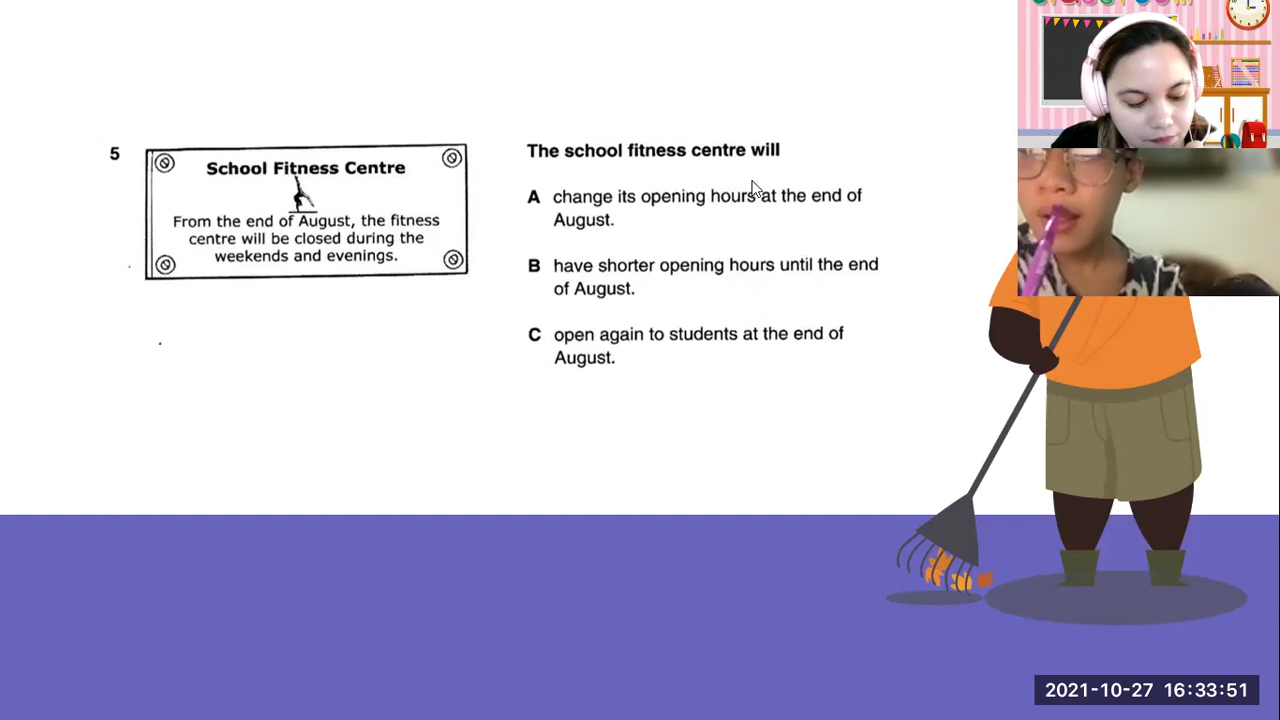 5
School Fitness Centre
From the end of August, the fitness
centre will be closed during the
weekends and evenings.
The school fitness centre will
A change its opening hours at the end of
August.
B have shorter opening hours until the end
of August.
C open again to students at the end of
August.
2021-10-27 16:33:51